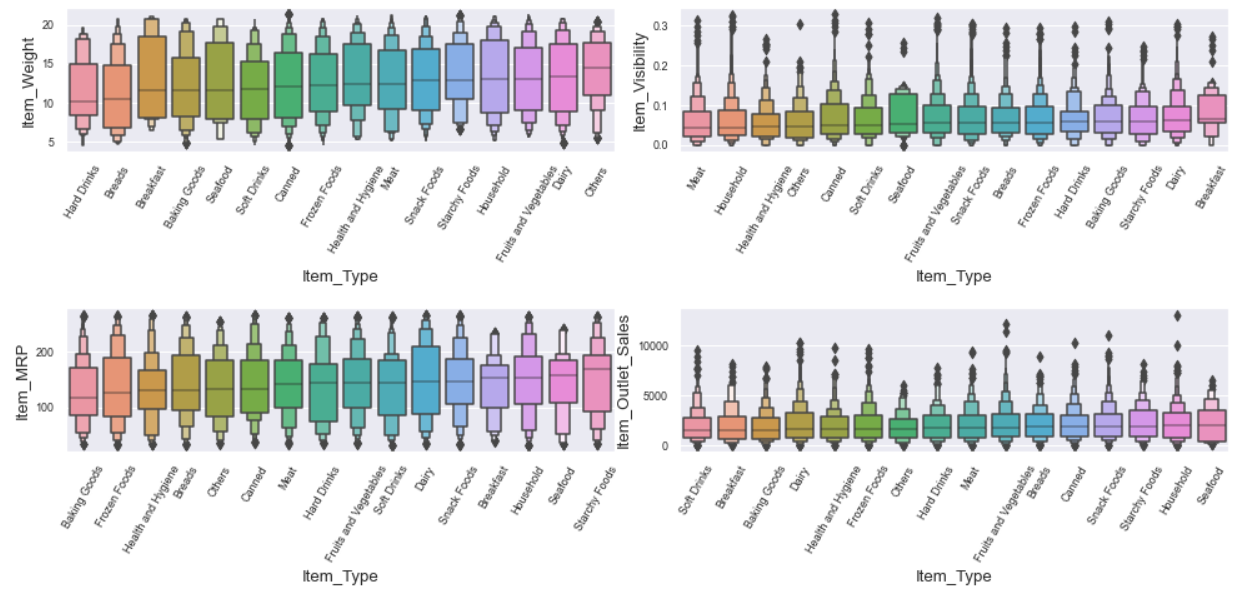 Item_Weight
20
15
10
5
Hard Drinks
Breads
Breakfast
Baking Goods
Seafood
Soft Drinks
Canned
Frozen Foods
Health and Hygiene
Meat
Snack Foods
Starchy Foods
Household
Fruits and Vegetables
Dairy
Others
Item_Type
Item_Visibility
0.3
0.2
0.1
0.0
Meat
Household
Health and Hygiene
Others
Canned
Soft Drinks
Seafood
Fruits and Vegetables
Snack Foods
Breads
Frozen Foods
Hard Drinks
Baking Goods
Starchy Foods
Dairy
Breakfast
Item_Type
Item_MRP
200
100
Baking Goods
Frozen Foods
Health and Hygiene
Breads
Others
Canned
Meat
Hard Drinks
Fruits and Vegetables
Soft Drinks
Dairy
Snack Foods
Breakfast
Household
Seafood
Starchy Foods
Item_Type
Item_Outlet_Sales
10000
5000
0
Soft Drinks
Breakfast
Baking Goods
Dairy
Health and Hygiene
Frozen Foods
Others
Hard Drinks
Meat
Fruits and Vegetables
Breads
Canned
Snack Foods
Starchy Foods
Household
Seafood
Item_Type